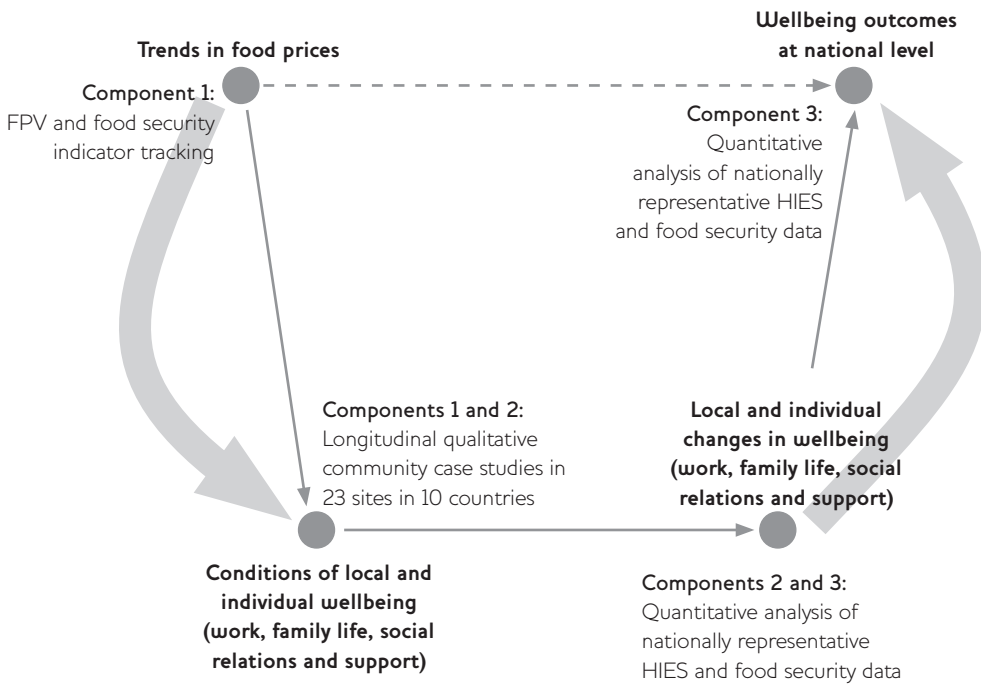 Wellbeing outcomes
at national level
Trends in food prices
Component 1:
FPV and food security
indicator tracking
Component 3:
Quantitative
analysis of nationally
representative HIES
and food security data
Components 1 and 2:
Longitudinal qualitative
community case studies in
23 sites in 10 countries
Local and individual
changes in wellbeing
(work, family life, social
relations and support)
Conditions of local and
individual wellbeing
(work, family life, social
relations and support)
Components 2 and 3:
Quantitative analysis of
nationally representative
HIES and food security data